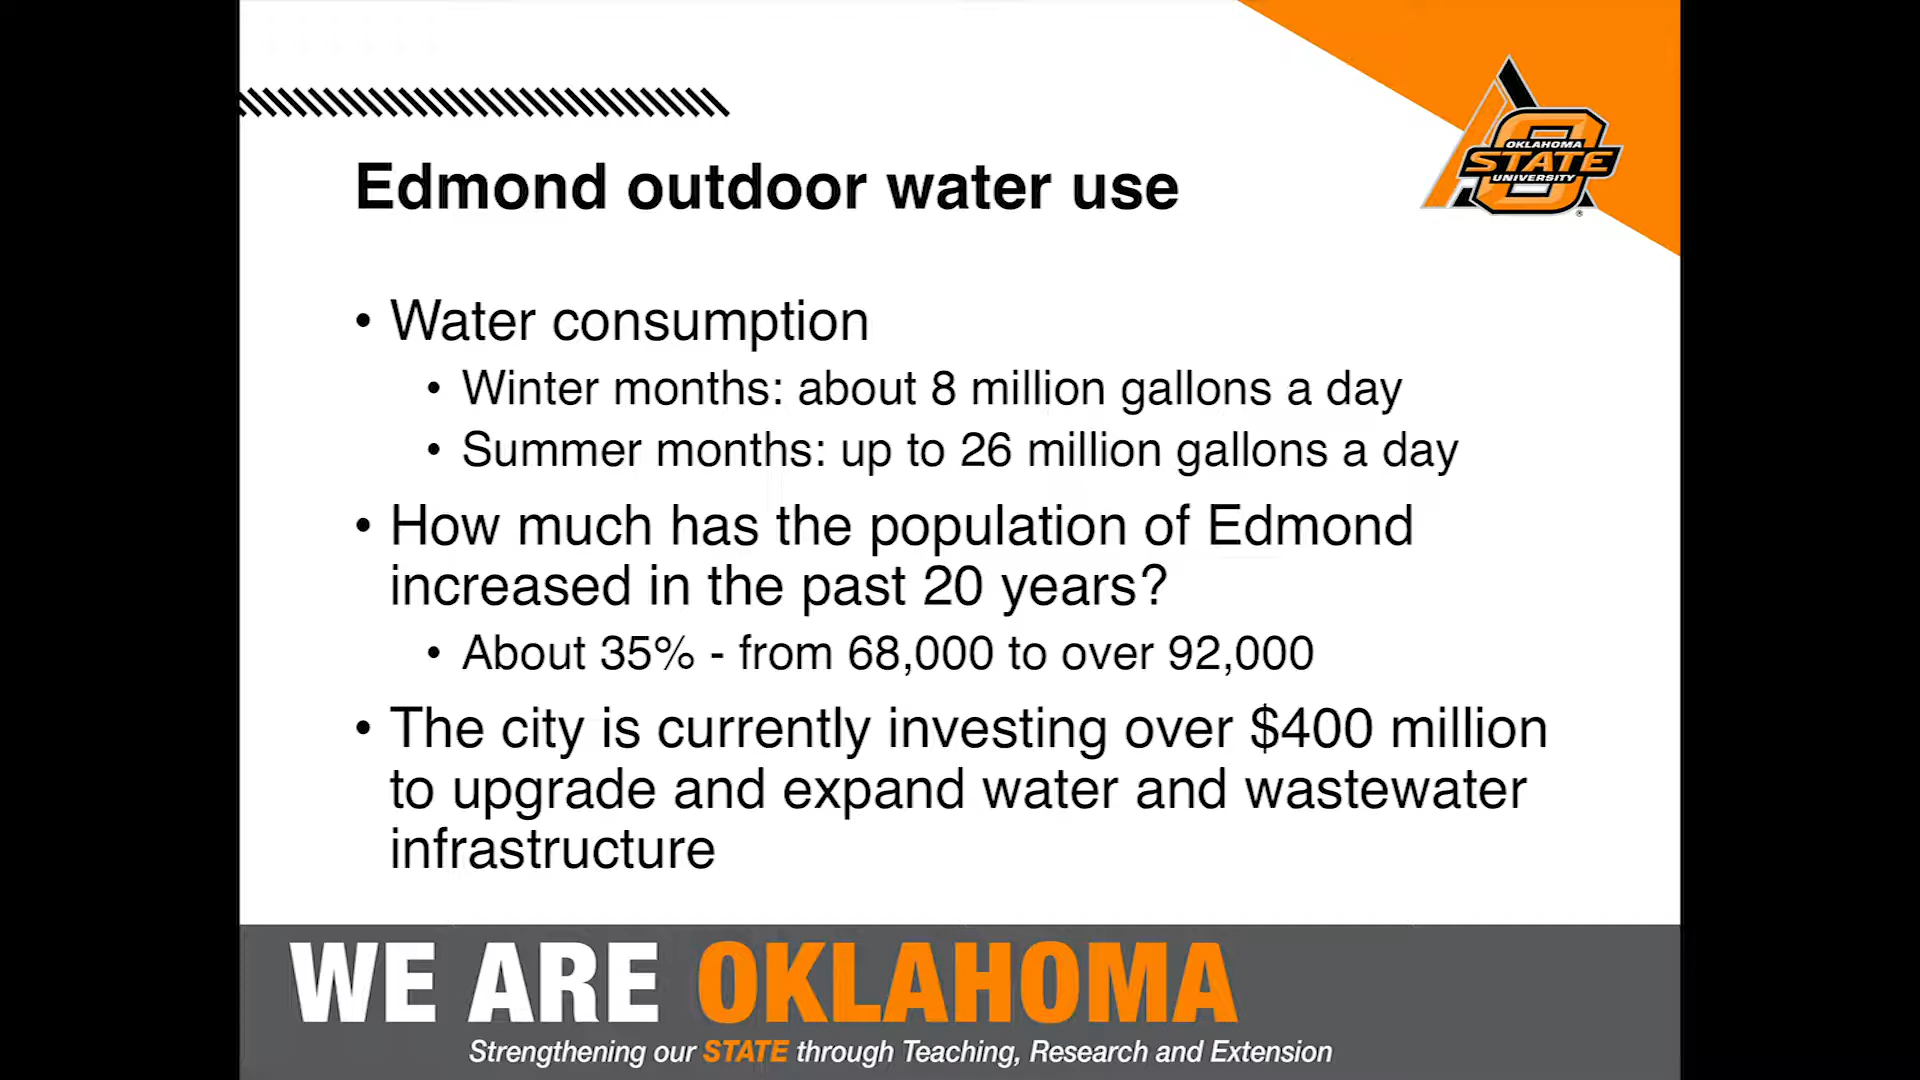 OKLAHOMA
STATE
UNIVERSITY
®
Edmond outdoor water use
• Water consumption
• Winter months: about 8 million gallons a day
• Summer months: up to 26 million gallons a day
• How much has the population of Edmond
increased in the past 20 years?
• About 35% - from 68,000 to over 92,000
• The city is currently investing over $400 million
to upgrade and expand water and wastewater
infrastructure
WE ARE OKLAHOMA
Strengthening our STATE through Teaching, Research and Extension